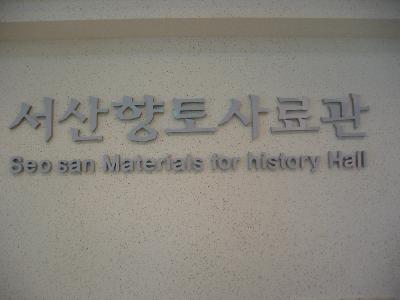 서산향토사료관
Seo san Materials for history Hall